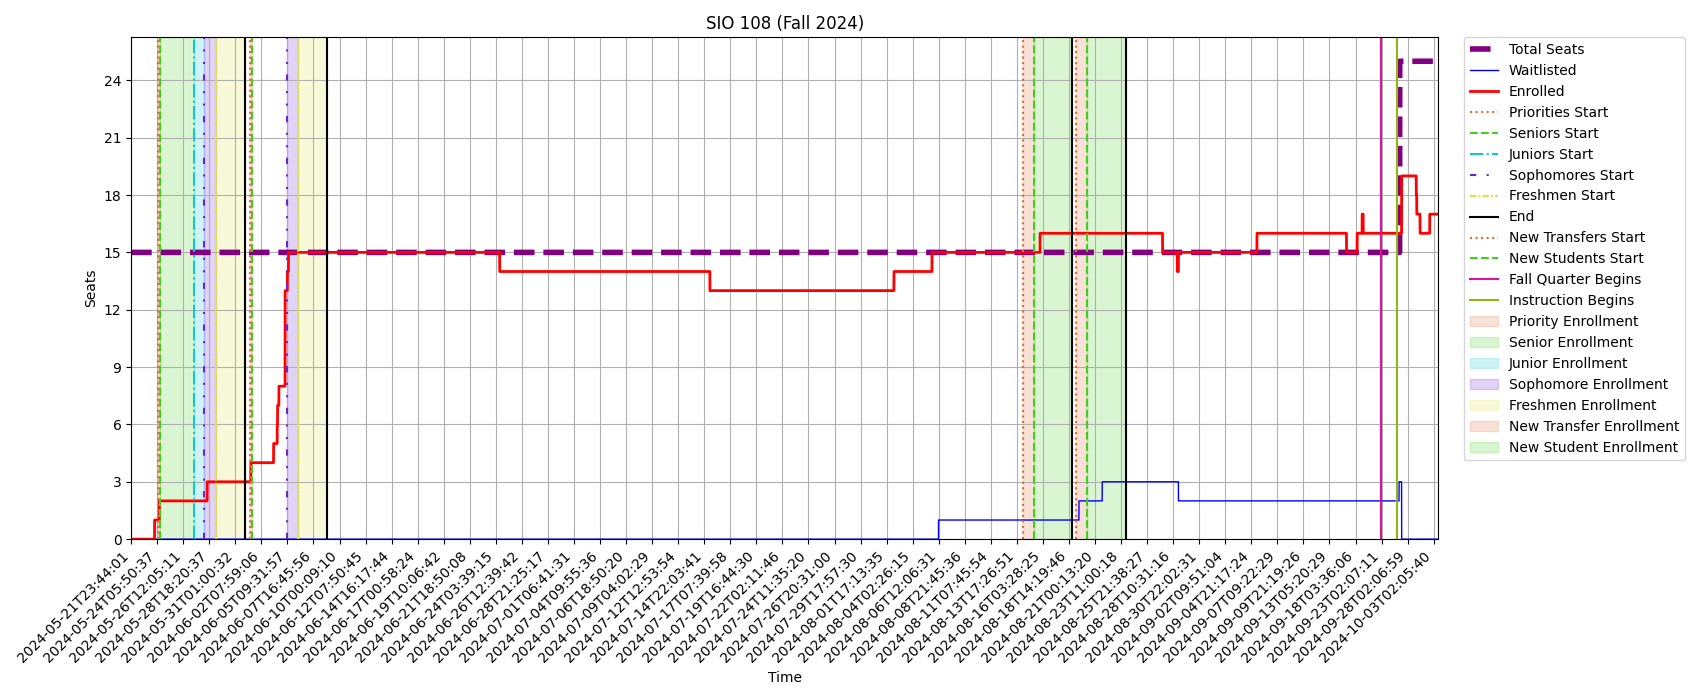 SIO 108 (Fall 2024)
Seats
24
21
18
15
12
9
6
3
0
2024-05-21T23:44:01
2024-05-24T05:50:37
2024-05-26T12:05:11
2024-05-28T18:20:37
2024-05-31T01:00:32
2024-06-02T07:59:06
2024-06-05T09:31:57
2024-06-07T16:45:56
2024-06-10T00:09:10
2024-06-12T07:50:45
2024-06-14T16:17:44
2024-06-17T00:58:24
2024-06-19T10:06:42
2024-06-21T18:50:08
2024-06-24T03:39:15
2024-06-26T12:39:42
2024-06-28T21:25:17
2024-07-01T06:41:31
2024-07-04T09:55:36
2024-07-06T18:50:20
2024-07-09T04:02:29
2024-07-12T12:53:54
2024-07-14T22:03:41
2024-07-17T07:39:58
2024-07-19T16:44:30
2024-07-22T02:11:46
2024-07-24T11:35:20
2024-07-26T20:31:00
2024-07-29T17:57:30
2024-08-01T17:13:35
2024-08-04T02:26:15
2024-08-06T12:06:31
2024-08-08T21:45:36
2024-08-11T07:45:54
2024-08-13T17:26:51
2024-08-16T03:28:25
2024-08-18T14:19:46
2024-08-21T01:13:20
2024-08-23T11:00:18
2024-08-25T21:38:27
2024-08-28T10:31:16
2024-08-30T22:02:31
2024-09-02T09:51:04
2024-09-04T21:17:24
2024-09-07T09:22:29
2024-09-09T21:19:26
2024-09-13T05:20:29
2024-09-18T03:36:06
2024-09-23T02:07:11
2024-09-28T02:06:59
2024-10-03T02:05:40
Time
Total Seats
Waitlisted
Enrolled
Priorities Start
Seniors Start
Juniors Start
Sophomores Start
Freshmen Start
End
New Transfers Start
New Students Start
Fall Quarter Begins
Instruction Begins
Priority Enrollment
Senior Enrollment
Junior Enrollment
Sophomore Enrollment
Freshmen Enrollment
New Transfer Enrollment
New Student Enrollment